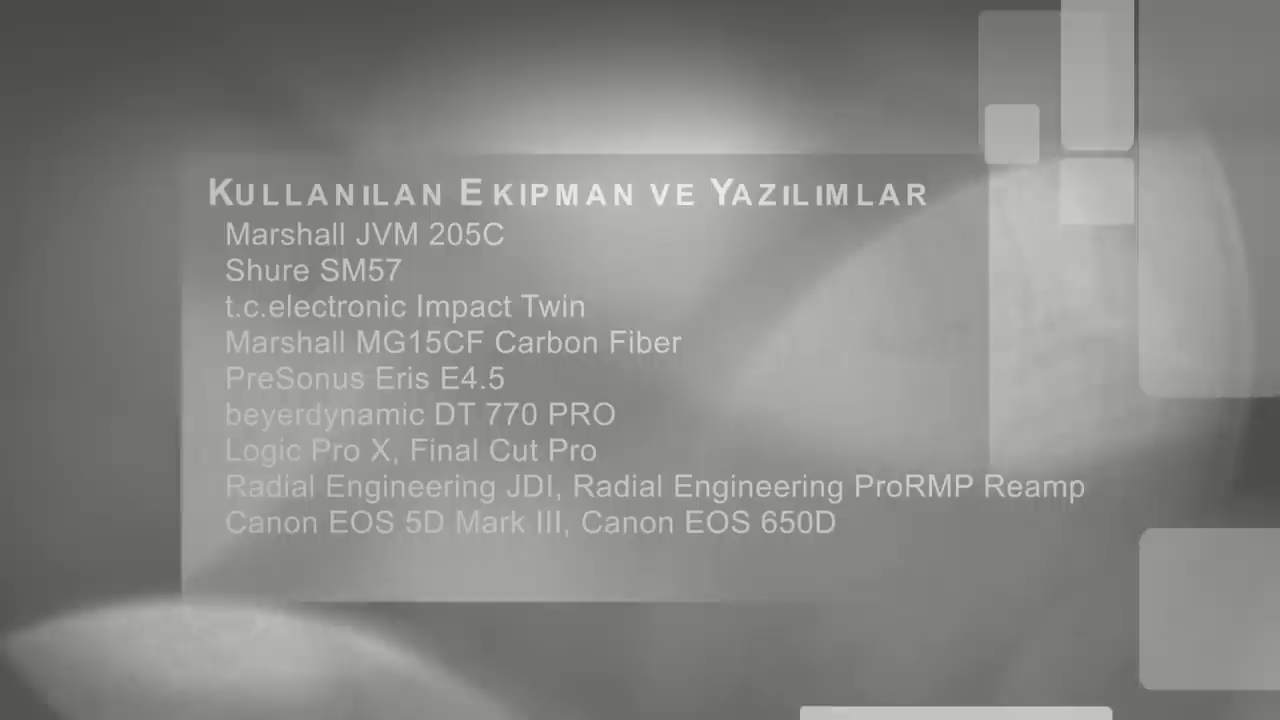 KULLANıLAN EKIPMAN VE YAZıLıMLAR
Marshall JVM 205C
Shure SM57
t.c.electronic Impact Twin
Marshall MG15CF Carbon Fiber
PreSonus Eris E4.5
beyerdynamic DT 770 PRO
Logic Pro X, Final Cut Pro
Radial Engineering JDI, Radial Engineering ProRMP Reamp
Canon EOS 5D Mark III, Canon EOS 650D